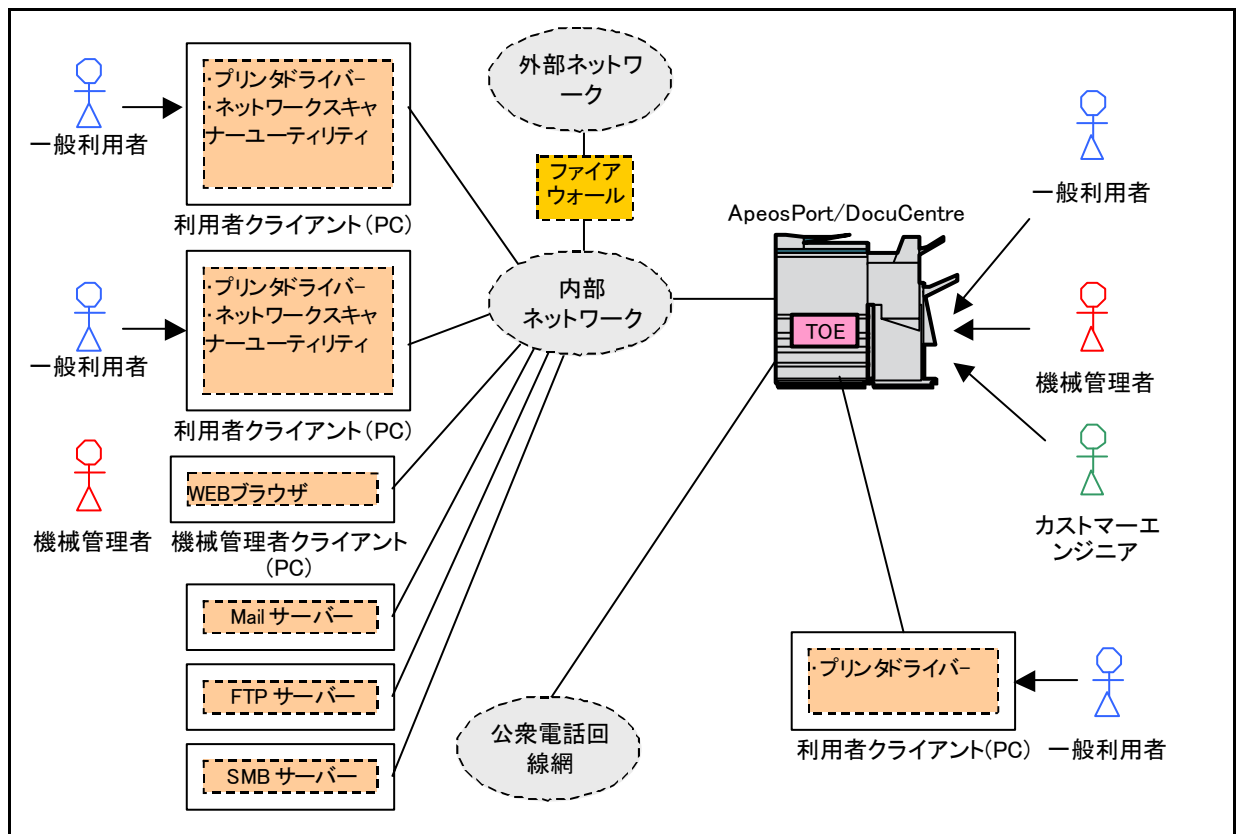 一般利用者
・プリンタドライバー
・ネットワークスキャ
ナーユーティリティ
利用者クライアント(PC)
一般利用者
・プリンタドライバー
・ネットワークスキャ
ナーユーティリティ
利用者クライアント(PC)
機械管理者
WEBブラウザ
機械管理者クライアント
(PC)
Mail サーバー
FTP サーバー
SMB サーバー
外部ネットワ
ーク
ファイア
ウォール
内部
ネットワーク
公衆電話回
線網
ApeosPort/DocuCentre
TOE
一般利用者
機械管理者
カストマーエ
ンジニア
・プリンタドライバー
利用者クライアント(PC)
一般利用者